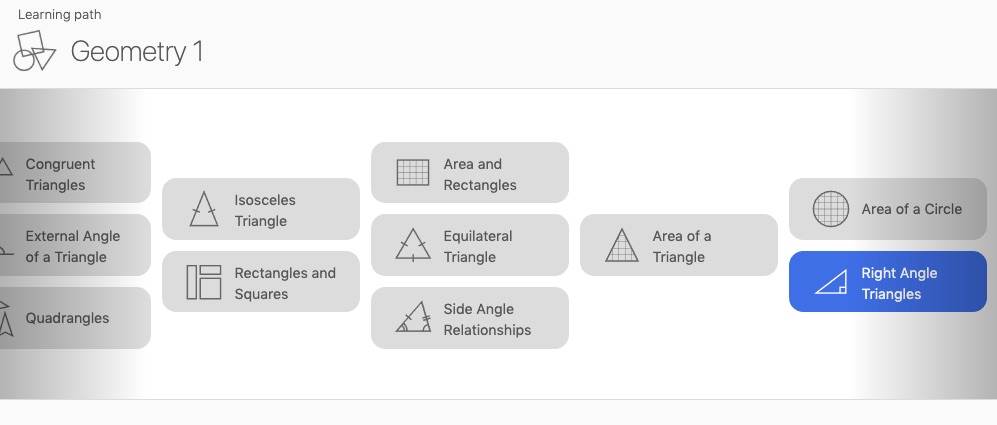 Learning path
Geometry 1
Congruent
Triangles
External Angle
of a Triangle
Quadrangles
Isosceles
Triangle
Rectangles and
Squares
Area and
Rectangles
Equilateral
Triangle
Side Angle
Relationships
Area of a
Triangle
Area of a Circle
Right Angle
Triangles